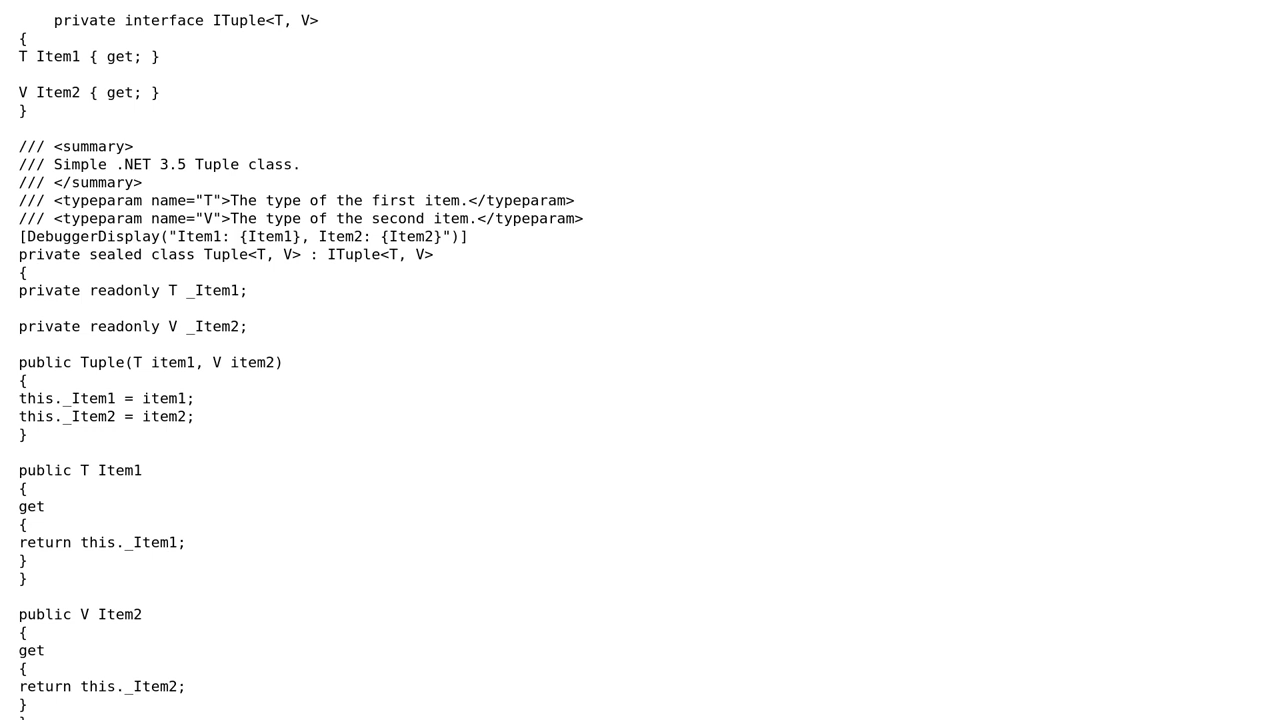 private interface ITuple<T, V>
{
T Item1 { get; }

V Item2 { get; }
}

/// <summary>
/// Simple .NET 3.5 Tuple class.
/// </summary>
/// <typeparam name="T">The type of the first item.</typeparam>
/// <typeparam name="V">The type of the second item.</typeparam>
[DebuggerDisplay("Item1: {Item1}, Item2: {Item2}")]
private sealed class Tuple<T, V> : ITuple<T, V>
{
private readonly T _Item1;

private readonly V _Item2;

public Tuple(T item1, V item2)
{
this._Item1 = item1;
this._Item2 = item2;
}

public T Item1
{
get
{
return this._Item1;
}
}

public V Item2
{
get
{
return this._Item2;
}
}